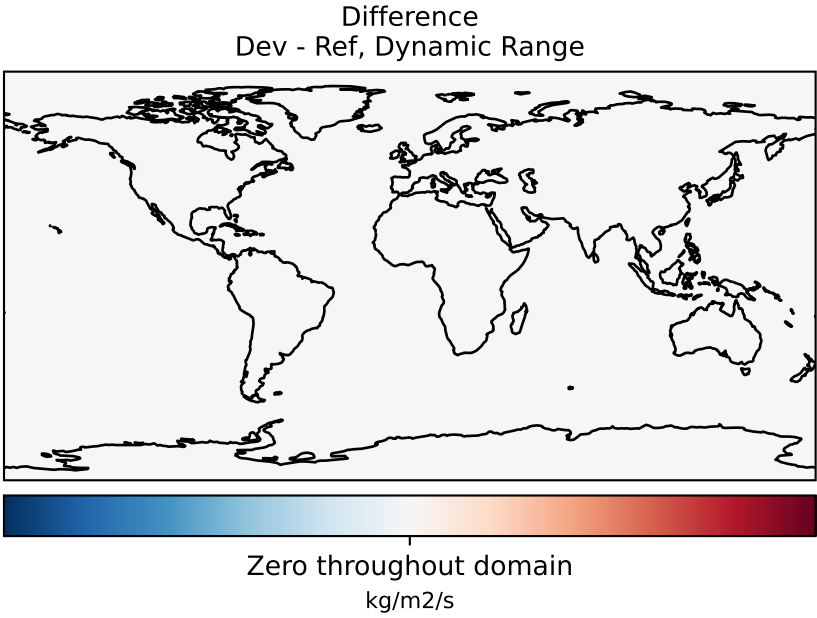 Difference
Dev - Ref, Dynamic Range
Zero throughout domain
kg/m2/s